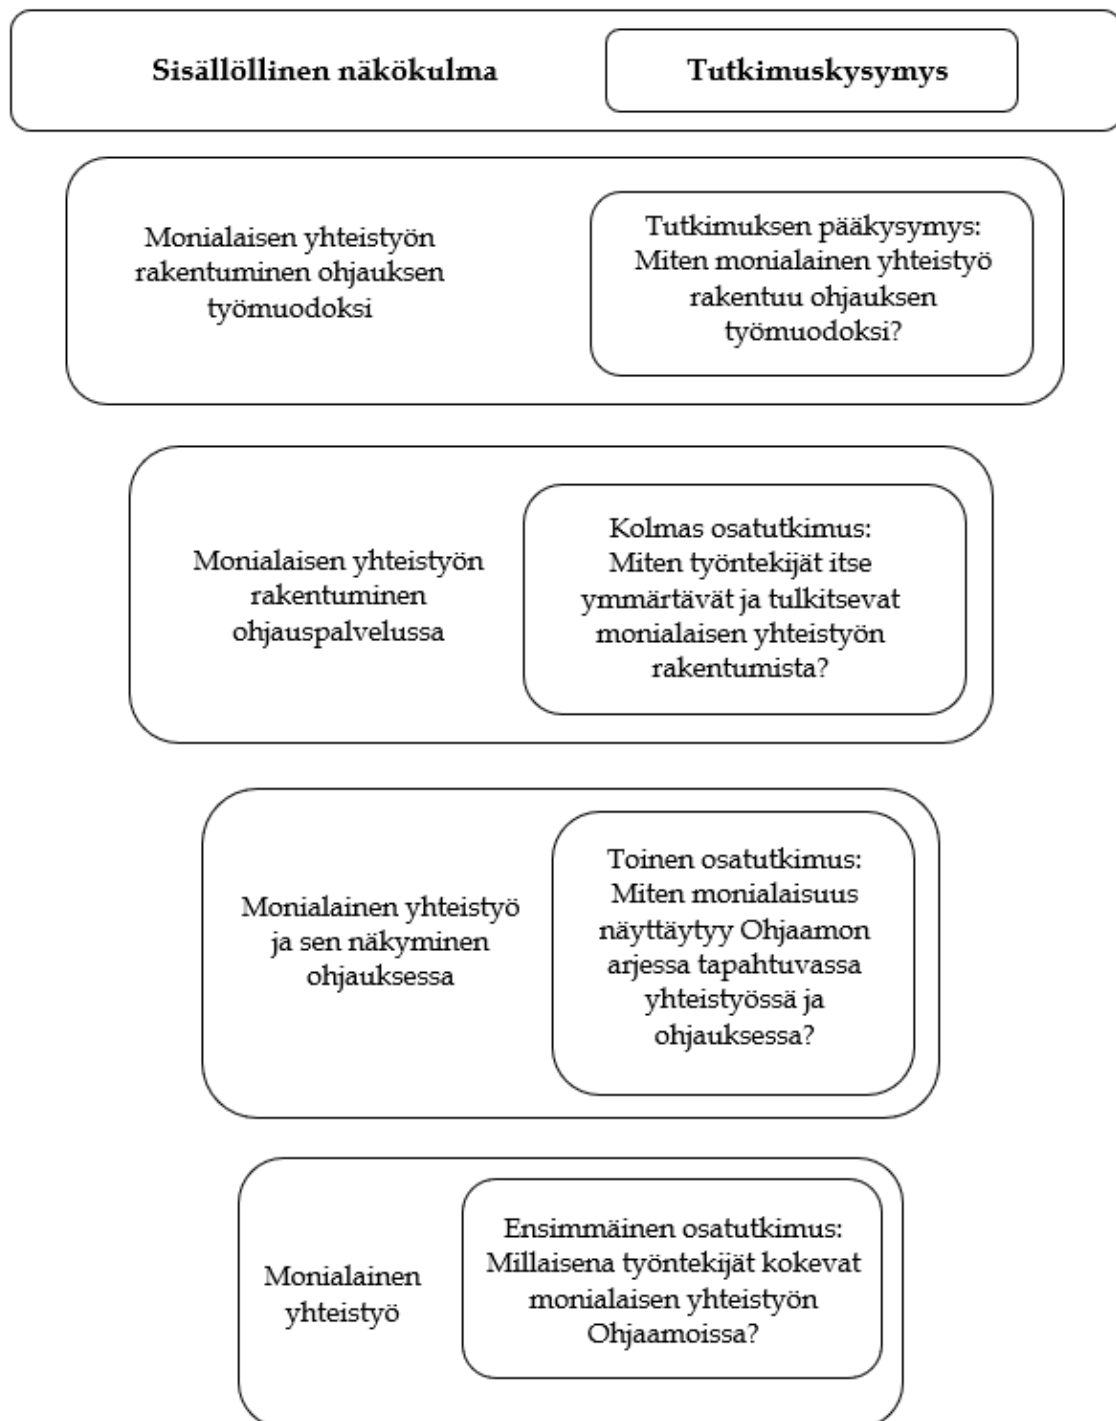 Sisällöllinen näkökulma
Tutkimuskysymys
Monialaisen yhteistyön
rakentuminen ohjauksen
työmuodoksi
Tutkimuksen pääkysymys:
Miten monialainen yhteistyö
rakentuu ohjauksen
työmuodoksi?
Monialaisen yhteistyön
rakentuminen
ohjauspalvelussa
Kolmas osatutkimus:
Miten työntekijät itse
ymmärtävät ja tulkitsevat
monialaisen yhteistyön
rakentumista?
Monialainen yhteistyö
ja sen näkyminen
ohjauksessa
Toinen osatutkimus:
Miten monialaisuus
näyttäytyy Ohjaamon
arjessa tapahtuvassa
yhteistyössä ja
ohjauksessa?
Monialainen
yhteistyö
Ensimmäinen osatutkimus:
Millaisena työntekijät kokevat
monialaisen yhteistyön
Ohjaamoissa?